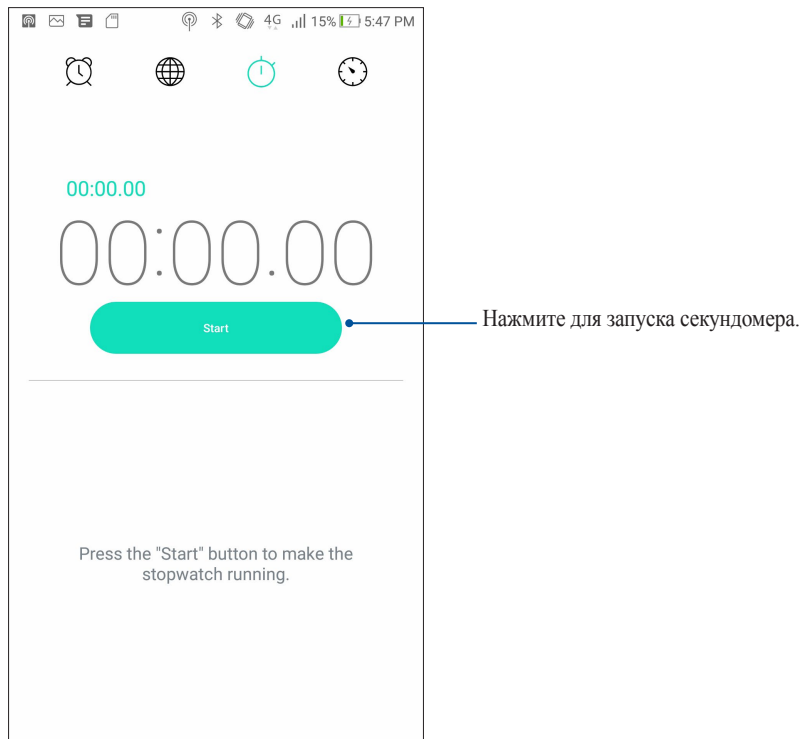 4G 15% 5:47 PM
00:00.00
00:00.00
Start
Нажмите для запуска секундомера.
Press the "Start" button to make the
stopwatch running.